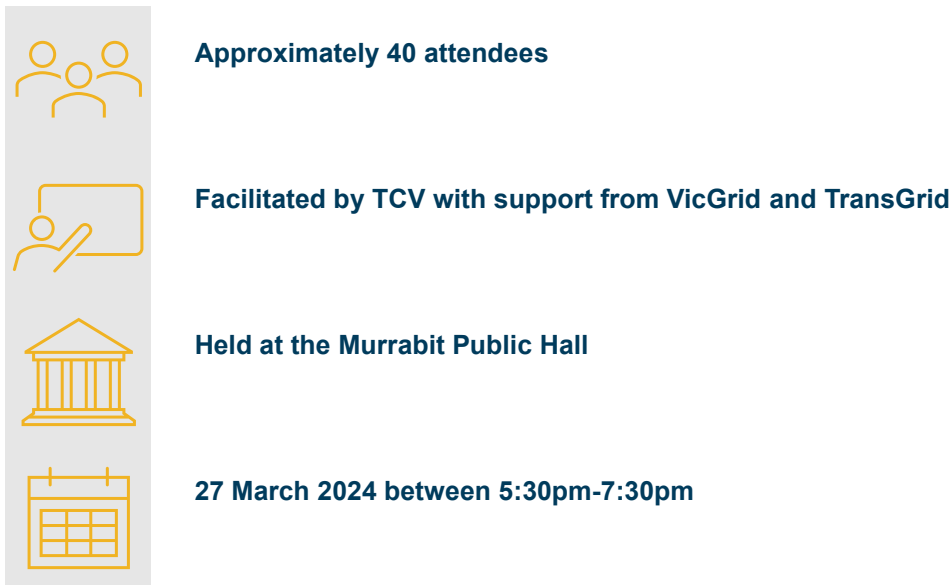 Approximately 40 attendees
Facilitated by TCV with support from VicGrid and TransGrid
Held at the Murrabit Public Hall
27 March 2024 between 5:30pm-7:30pm